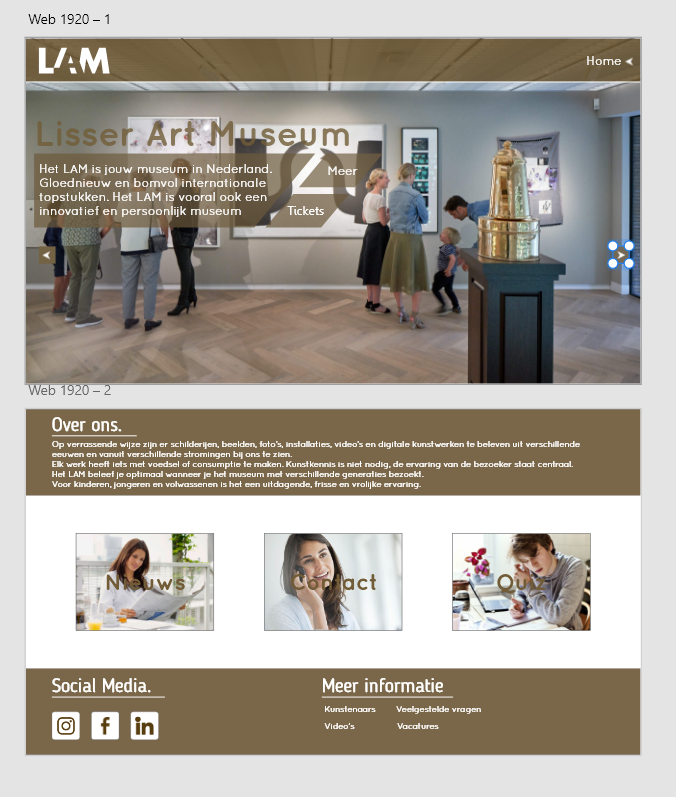 Web 1920 – 1
LAM
Home
Lisser Art Museum
Het LAM is jouw museum in Nederland.
Gloednieuw en bomvol internationale
topstukken. Het LAM is vooral ook een
innovatief en persoonlijk museum
Meer
Tickets
Web 1920 – 2
Over ons.
Op verrassende wijze zijn er schilderijen, beelden, foto's, installaties, video's en digitale kunstwerken te beleven uit verschillende
eeuwen en vanuit verschillende stromingen bij ons te zien.
Elk werk heeft iets met voedsel of consumptie te maken. Kunstkennis is niet nodig, de ervaring van de bezoeker staat centraal.
Het LAM beleef je optimaal wanneer je het museum met verschillende generaties bezoekt.
Voor kinderen, jongeren en volwassenen is het een uitdagende, frisse en vrolijke ervaring.
Nieuws
Contact
Quiz
Social Media.
Meer informatie
Kunstenaars
Veelgestelde vragen
Video's
Vacatures